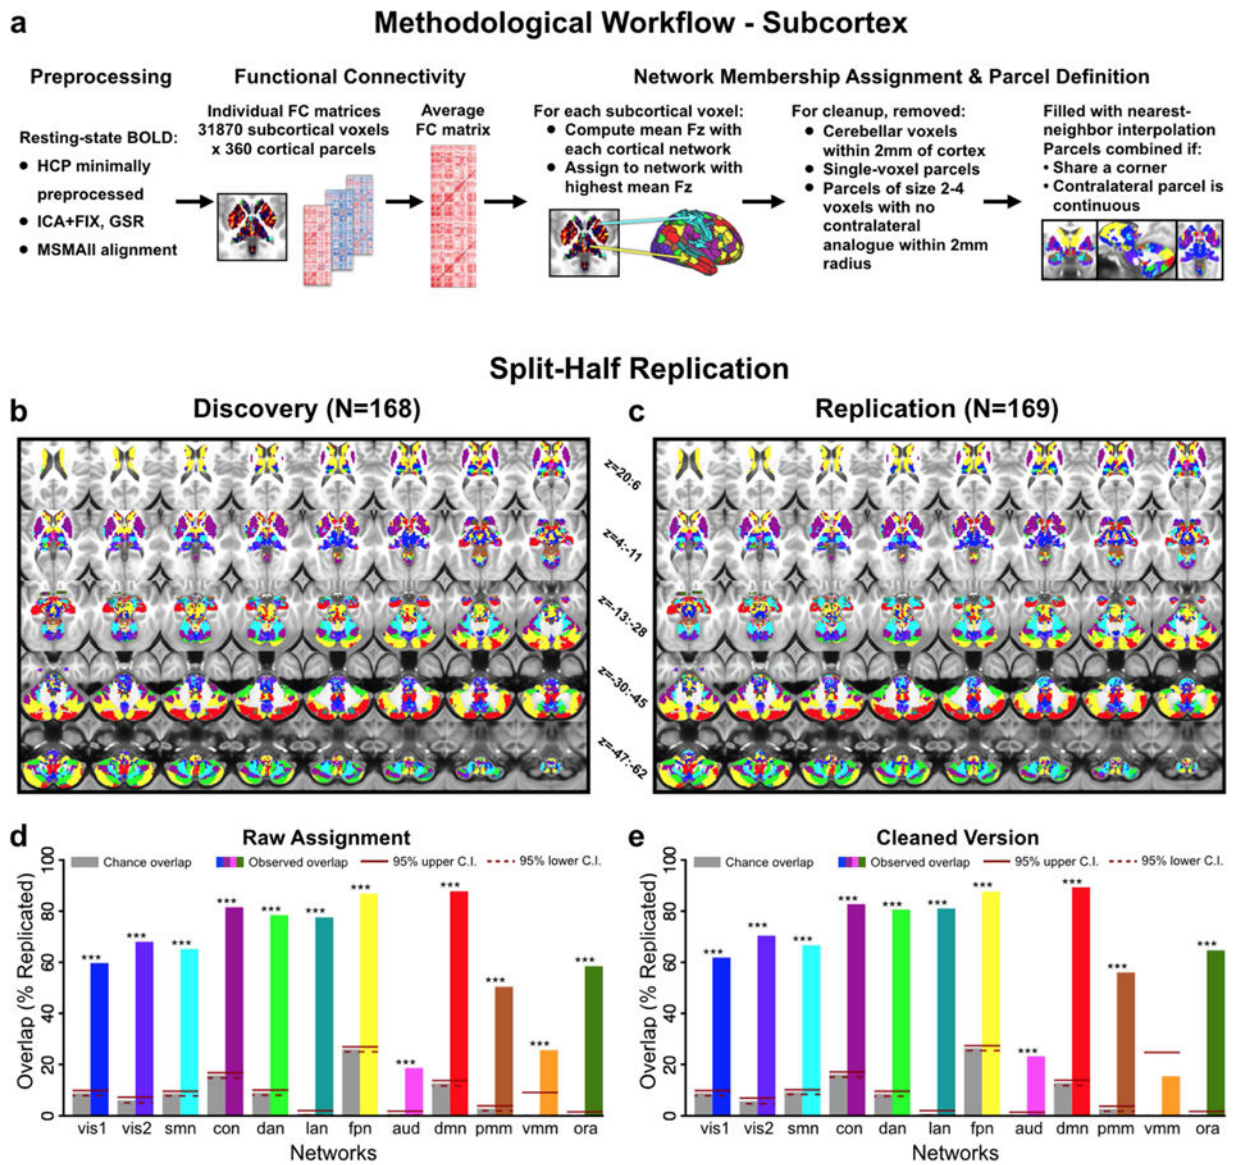 a
Methodological Workflow - Subcortex
Preprocessing
Resting-state BOLD:
● HCP minimally
preprocessed
● ICA+FIX, GSR
● MSMAll alignment
Functional Connectivity
Individual FC matrices
31870 subcortical voxels
x 360 cortical parcels
Average
FC matrix
Network Membership Assignment & Parcel Definition
For each subcortical voxel:
● Compute mean Fz with
each cortical network
● Assign to network with
highest mean Fz
For cleanup, removed:
● Cerebellar voxels
within 2mm of cortex
● Single-voxel parcels
● Parcels of size 2-4
voxels with no
contralateral
analogue within 2mm
radius
Filled with nearest-
neighbor interpolation
Parcels combined if:
• Share a corner
• Contralateral parcel is
continuous
Split-Half Replication
b
Discovery (N=168)
c
Replication (N=169)
z=20:6
z=4:-11
z=-13:-28
z=-30:-45
z=-47:-62
d
Raw Assignment
Chance overlap
Observed overlap
95% upper C.I.
95% lower C.I.
Overlap (% Replicated)
100
80
60
40
20
0
*** *** *** *** *** *** *** *** *** *** *** ***
vis1 vis2 smn con dan lan fpn aud dmn pmm vmm ora
Networks
e
Cleaned Version
Chance overlap
Observed overlap
95% upper C.I.
95% lower C.I.
Overlap (% Replicated)
100
80
60
40
20
0
*** *** *** *** *** *** *** *** *** *** ***
vis1 vis2 smn con dan lan fpn aud dmn pmm vmm ora
Networks